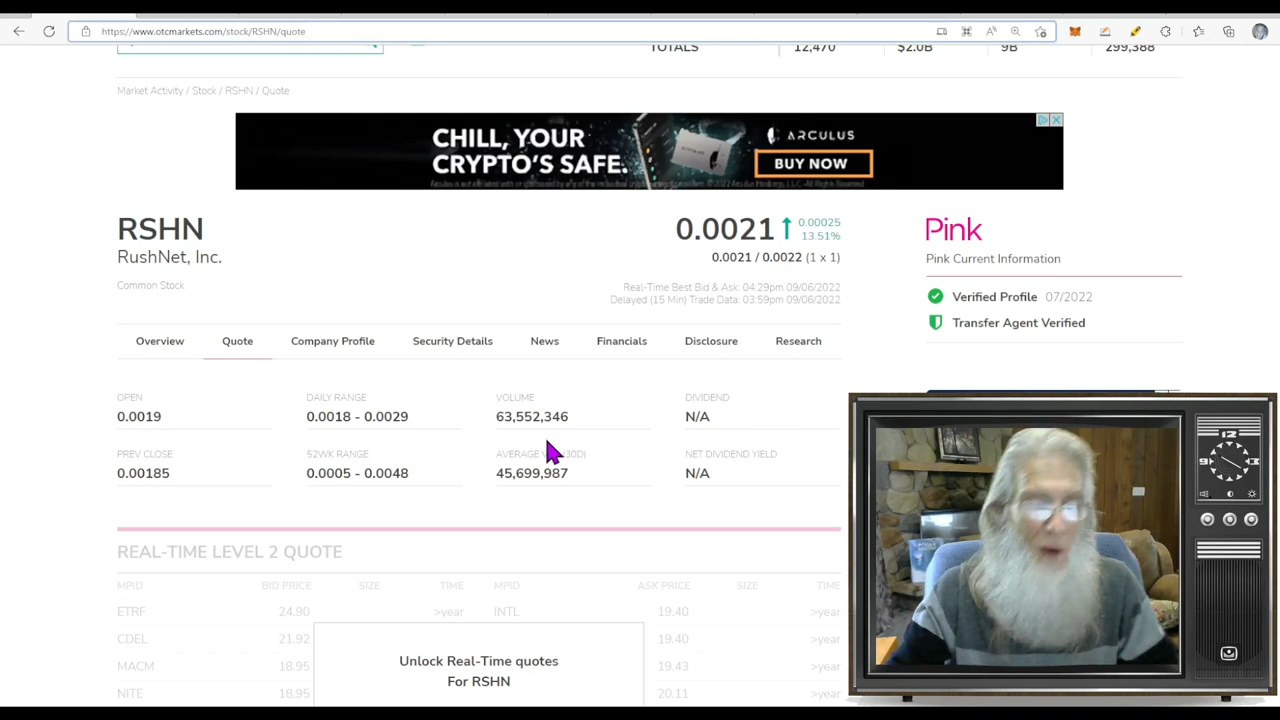 https://www.otcmarkets.com/stock/RSHN/quote
TOTALS 12,470 $2.0B 9B 299,388
Market Activity / Stock / RSHN / Quote
CHILL, YOUR
CRYPTO'S SAFE.
ARCULUS
BUY NOW
RSHN
RushNet, Inc.
Common Stock
0.0021 0.00025
13.51%
0.0021 / 0.0022 (1 x 1)
Real-Time Best Bid & Ask: 04:29pm 09/06/2022
Delayed (15 Min) Trade Data: 03:59pm 09/06/2022
Pink
Pink Current Information
Verified Profile 07/2022
Transfer Agent Verified
Overview Quote Company Profile Security Details News Financials Disclosure Research
OPEN DAILY RANGE VOLUME DIVIDEND
0.0019 0.0018 - 0.0029 63,552,346 N/A
PREV CLOSE 52WK RANGE AVERAGE (30D) NET DIVIDEND YIELD
0.00185 0.0005 - 0.0048 45,699,987 N/A
REAL-TIME LEVEL 2 QUOTE
MPID BID PRICE SIZE TIME MPID ASK PRICE SIZE TIME
ETRF 24.90 >year INTL 19.40 >year
CDEL 21.92 19.40 >year
MACM 18.95 19.43 >year
NITE 18.95 20.11 >year
Unlock Real-Time quotes
For RSHN
12
9 3